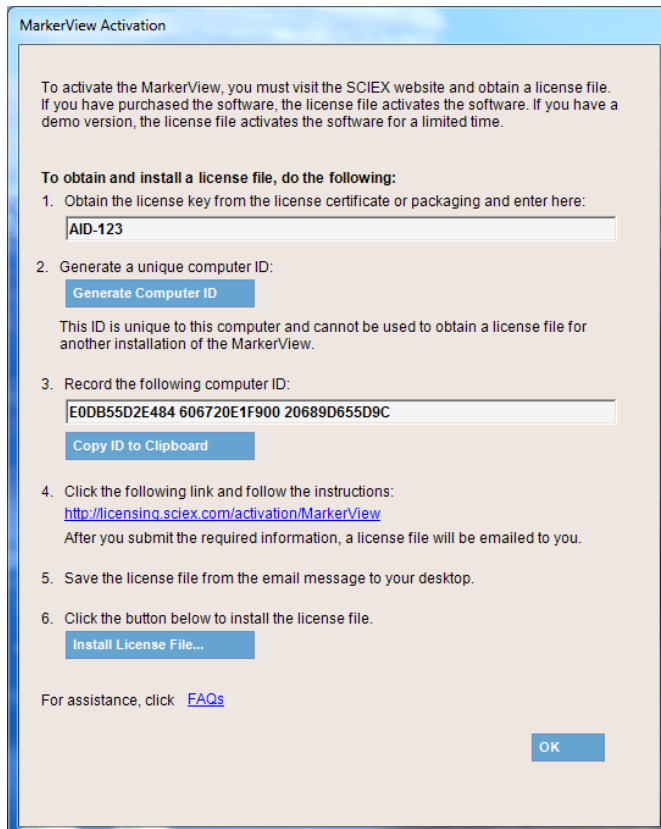 MarkerView Activation
To activate the MarkerView, you must visit the SCIEX website and obtain a license file.
If you have purchased the software, the license file activates the software. If you have a
demo version, the license file activates the software for a limited time.
To obtain and install a license file, do the following:
1. Obtain the license key from the license certificate or packaging and enter here:
AID-123
2. Generate a unique computer ID:
Generate Computer ID
This ID is unique to this computer and cannot be used to obtain a license file for
another installation of the MarkerView.
3. Record the following computer ID:
E0DB55D2E484 606720E1F900 20689D655D9C
Copy ID to Clipboard
4. Click the following link and follow the instructions:
http://licensing.sciex.com/activation/MarkerView
After you submit the required information, a license file will be emailed to you.
5. Save the license file from the email message to your desktop.
6. Click the button below to install the license file.
Install License File...
For assistance, click FAQs
OK